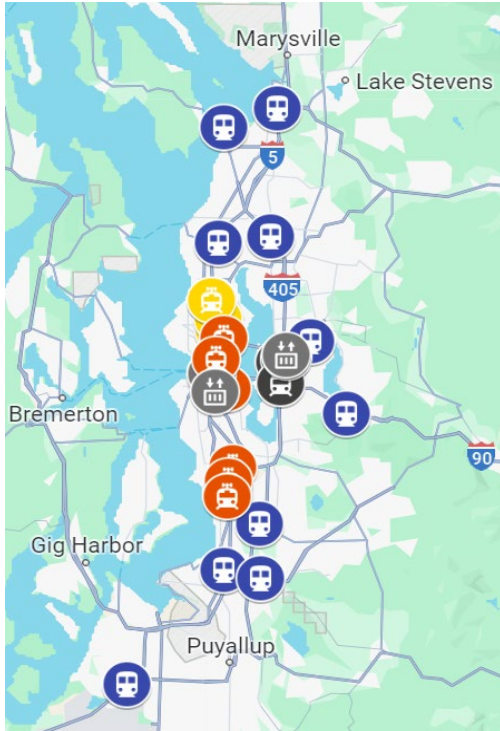 Marysville
Lake Stevens
5
405
Bremerton
90
Gig Harbor
Puyallup